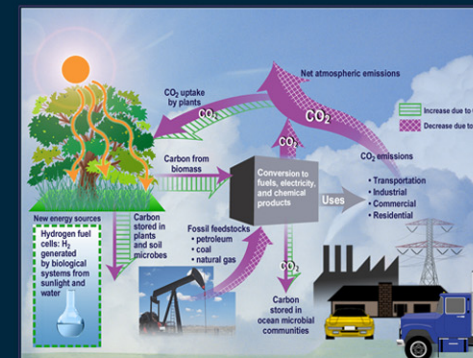 Net atmospheric emissions
CO₂ uptake
by plants
CO₂
CO₂
CO₂
Increase due to
Decrease due to
CO₂ emissions
• Transportation
• Industrial
• Commercial
• Residential
Carbon from
biomass
Conversion to
fuels, electricity,
and chemical
products
Uses
New energy sources
Hydrogen fuel
cells: H₂
generated
by biological
systems from
sunlight and
water
Carbon
stored in
plants
and soil
microbes
Fossil feedstocks
• petroleum
• coal
• natural gas
CO₂
Carbon
stored in
ocean microbial
communities